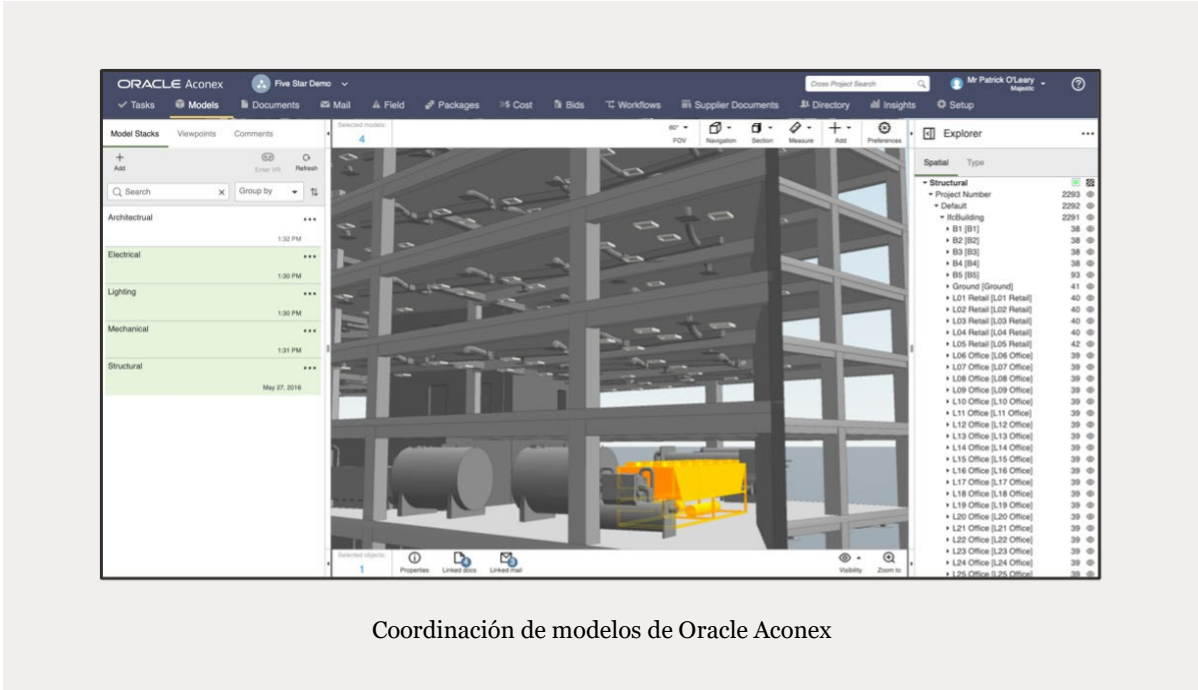 ORACLE Aconex
Five Star Demo
Cross Project Search
Mr Patrick O'Leary
Majestic
Tasks
Models
Documents
Mail
Field
Packages
Cost
Bids
Workflows
Supplier Documents
Directory
Insights
Setup
Model Stacks
Viewpoints
Comments
Add
Enter VR
Refresh
Search
Group by
Architectrual
1:32 PM
Electrical
1:30 PM
Lighting
1:30 PM
Mechanical
1:31 PM
Structural
May 27, 2016
Selected models:
4
60°
FOV
Navigation
Section
Measure
Add
Preferences
Selected objects:
1
Properties
Linked docs
Linked mail
Visibility
Zoom to
Explorer
Spatial
Type
Structural
Project Number 2293
Default 2292
IfcBuilding 2291
B1 [B1] 38
B2 [B2] 38
B3 [B3] 38
B4 [B4] 38
B5 [B5] 93
Ground [Ground] 41
L01 Retail [L01 Retail] 40
L02 Retail [L02 Retail] 40
L03 Retail [L03 Retail] 40
L04 Retail [L04 Retail] 40
L05 Retail [L05 Retail] 42
L06 Office [L06 Office] 39
L07 Office [L07 Office] 39
L08 Office [L08 Office] 39
L09 Office [L09 Office] 39
L10 Office [L10 Office] 39
L11 Office [L11 Office] 39
L12 Office [L12 Office] 39
L13 Office [L13 Office] 39
L14 Office [L14 Office] 39
L15 Office [L15 Office] 39
L16 Office [L16 Office] 39
L17 Office [L17 Office] 39
L18 Office [L18 Office] 39
L19 Office [L19 Office] 39
L20 Office [L20 Office] 39
L21 Office [L21 Office] 39
L22 Office [L22 Office] 39
L23 Office [L23 Office] 39
L24 Office [L24 Office] 39
L25 Office [L25 Office] 39
Coordinación de modelos de Oracle Aconex